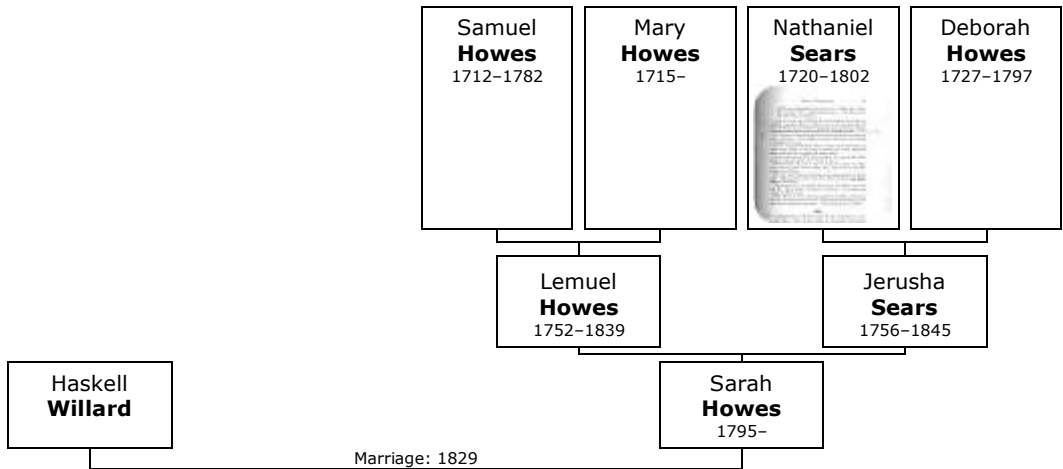 Samuel
Howes
1712–1782
Mary
Howes
1715–
Nathaniel
Sears
1720–1802
Deborah
Howes
1727–1797
Lemuel
Howes
1752–1839
Jerusha
Sears
1756–1845
Haskell
Willard
Sarah
Howes
1795–
Marriage: 1829